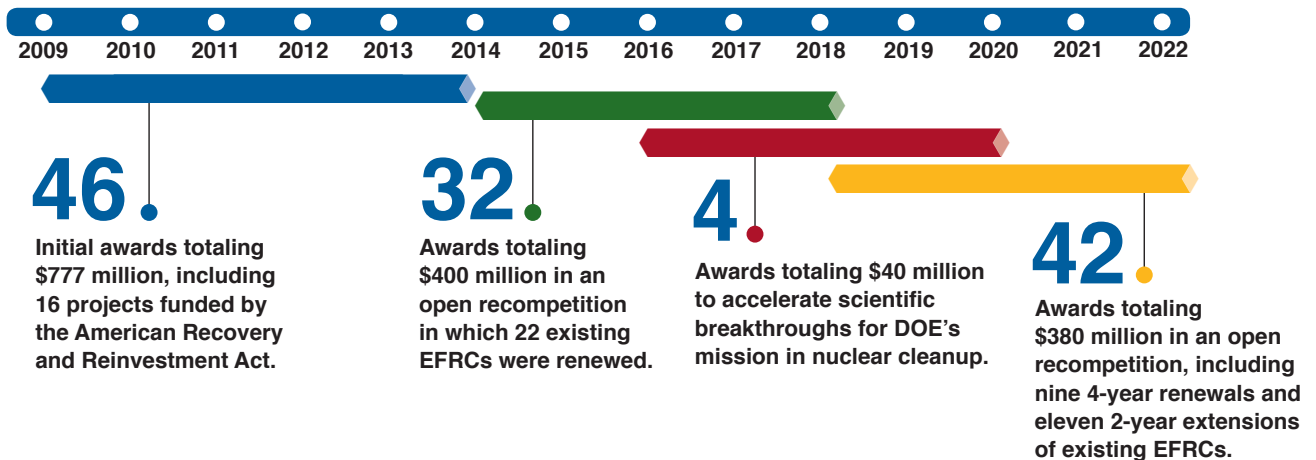 2009 2010 2011 2012 2013 2014 2015 2016 2017 2018 2019 2020 2021 2022
46
Initial awards totaling
$777 million, including
16 projects funded by
the American Recovery
and Reinvestment Act.
32
Awards totaling
$400 million in an
open recompetition
in which 22 existing
EFRCs were renewed.
4
Awards totaling $40 million
to accelerate scientific
breakthroughs for DOE’s
mission in nuclear cleanup.
42
Awards totaling
$380 million in an open
recompetition, including
nine 4-year renewals and
eleven 2-year extensions
of existing EFRCs.